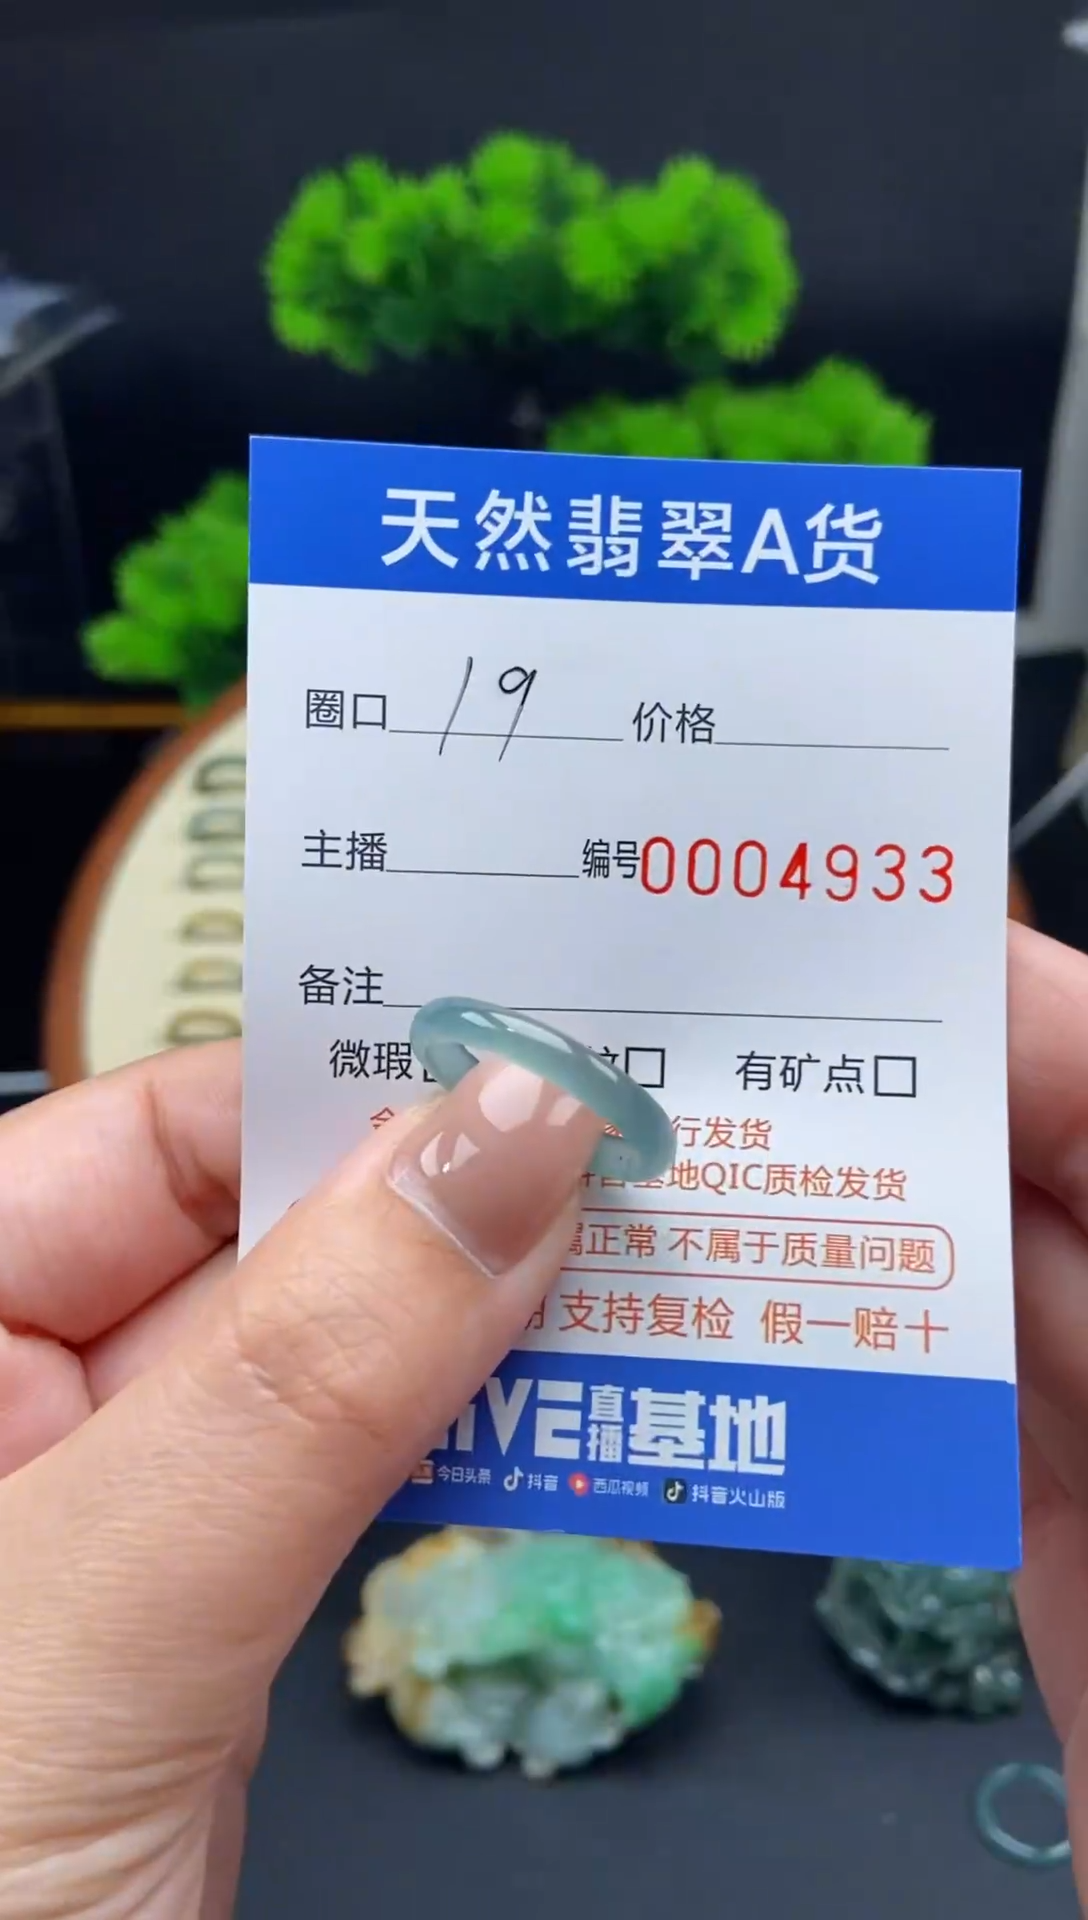 天然翡翠A货
圈口 19 价格
主播 编号0004933
备注
微瑕 纹 有矿点
行发货
基地QIC质检发货
属正常 不属于质量问题
支持复检 假一赔十
直播基地
今日头条 抖音 西瓜视频 抖音火山版